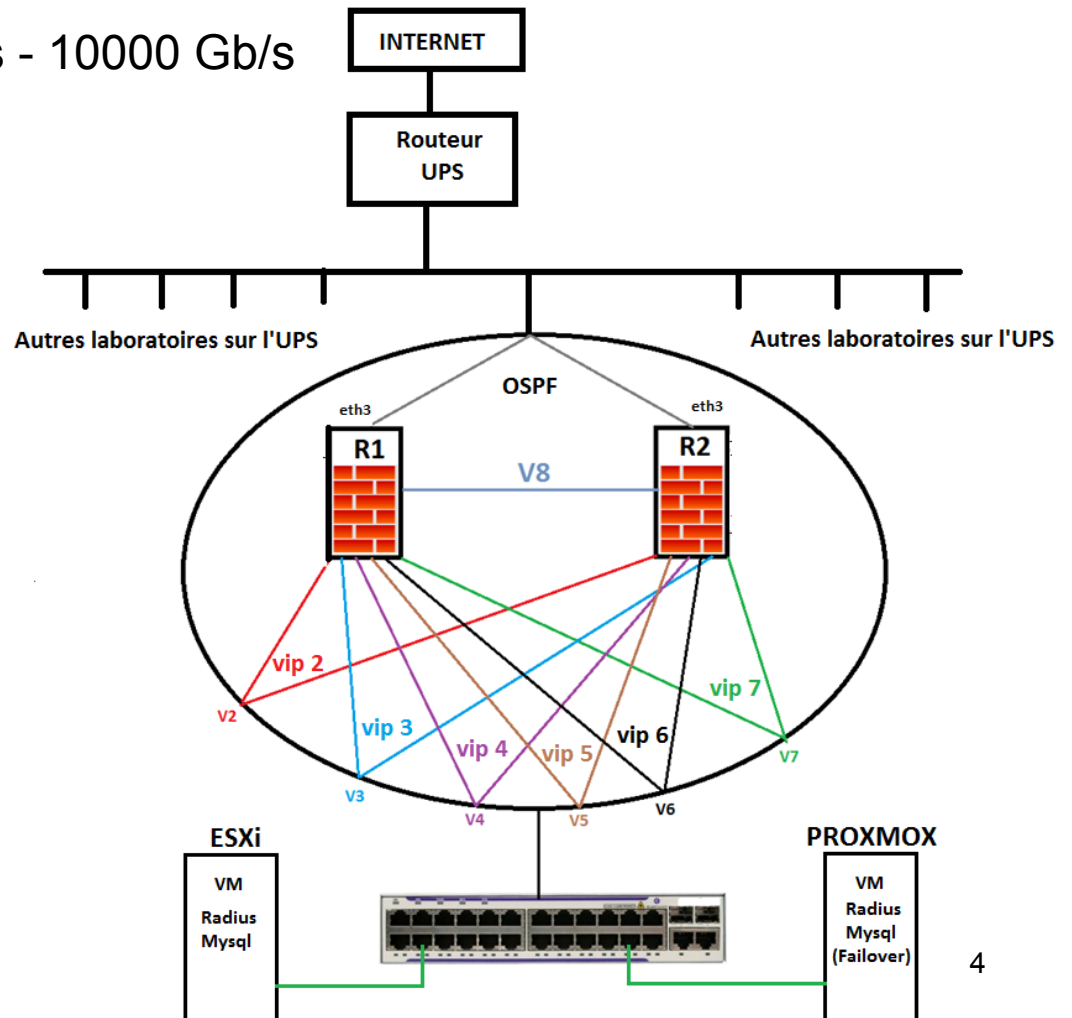 s - 10000 Gb/s
INTERNET
Routeur
UPS
Autres laboratoires sur l'UPS
Autres laboratoires sur l'UPS
OSPF
eth3
eth3
R1
R2
V8
vip 2
vip 3
vip 4
vip 5
vip 6
vip 7
V2
V3
V4
V5
V6
V7
ESXi
PROXMOX
VM
Radius
Mysql
VM
Radius
Mysql
(Failover)
4